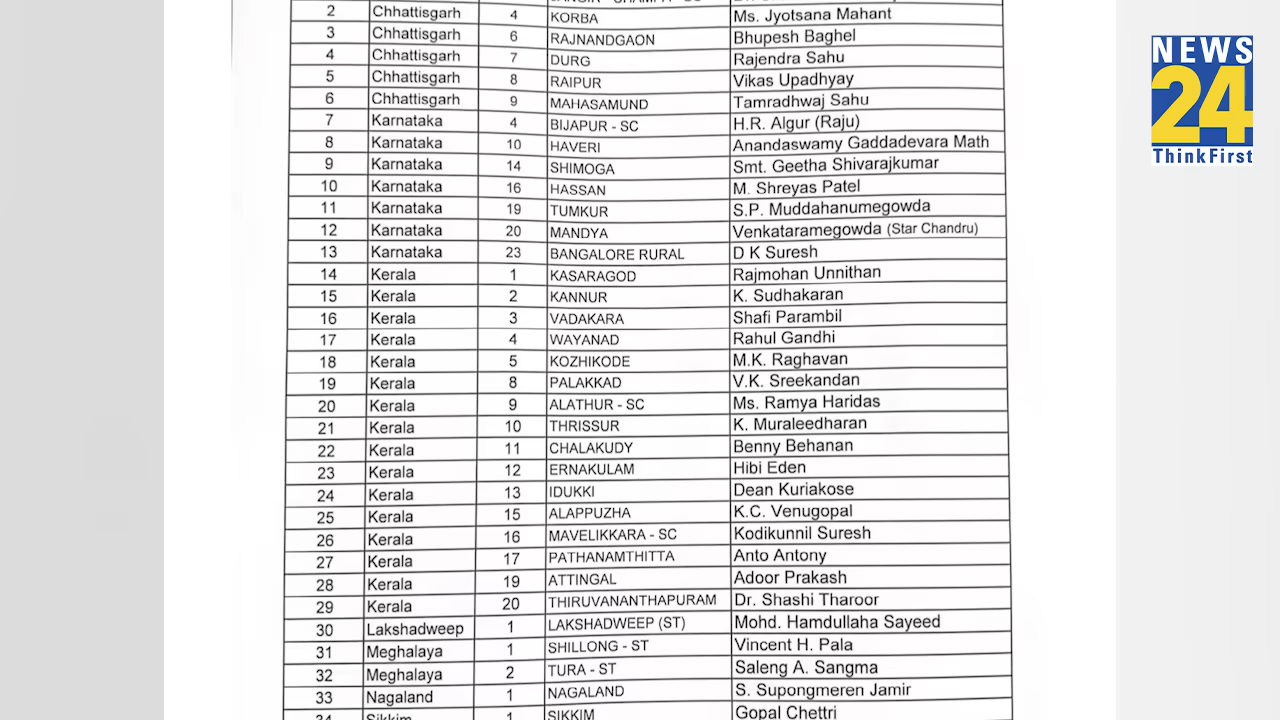 2 Chhattisgarh 4 KORBA Ms. Jyotsana Mahant
3 Chhattisgarh 6 RAJNANDGAON Bhupesh Baghel
4 Chhattisgarh 7 DURG Rajendra Sahu
5 Chhattisgarh 8 RAIPUR Vikas Upadhyay
6 Chhattisgarh 9 MAHASAMUND Tamradhwaj Sahu
7 Karnataka 4 BIJAPUR - SC H.R. Algur (Raju)
8 Karnataka 10 HAVERI Anandaswamy Gaddadevara Math
9 Karnataka 14 SHIMOGA Smt. Geetha Shivarajkumar
10 Karnataka 16 HASSAN M. Shreyas Patel
11 Karnataka 19 TUMKUR S.P. Muddahanumegowda
12 Karnataka 20 MANDYA Venkataramegowda (Star Chandru)
13 Karnataka 23 BANGALORE RURAL D K Suresh
14 Kerala 1 KASARAGOD Rajmohan Unnithan
15 Kerala 2 KANNUR K. Sudhakaran
16 Kerala 3 VADAKARA Shafi Parambil
17 Kerala 4 WAYANAD Rahul Gandhi
18 Kerala 5 KOZHIKODE M.K. Raghavan
19 Kerala 8 PALAKKAD V.K. Sreekandan
20 Kerala 9 ALATHUR - SC Ms. Ramya Haridas
21 Kerala 10 THRISSUR K. Muraleedharan
22 Kerala 11 CHALAKUDY Benny Behanan
23 Kerala 12 ERNAKULAM Hibi Eden
24 Kerala 13 IDUKKI Dean Kuriakose
25 Kerala 15 ALAPPUZHA K.C. Venugopal
26 Kerala 16 MAVELIKKARA - SC Kodikunnil Suresh
27 Kerala 17 PATHANAMTHITTA Anto Antony
28 Kerala 19 ATTINGAL Adoor Prakash
29 Kerala 20 THIRUVANANTHAPURAM Dr. Shashi Tharoor
30 Lakshadweep 1 LAKSHADWEEP (ST) Mohd. Hamdullaha Sayeed
31 Meghalaya 1 SHILLONG - ST Vincent H. Pala
32 Meghalaya 2 TURA - ST Saleng A. Sangma
33 Nagaland 1 NAGALAND S. Supongmeren Jamir
34 Sikkim 1 SIKKIM Gopal Chettri
NEWS
24
ThinkFirst